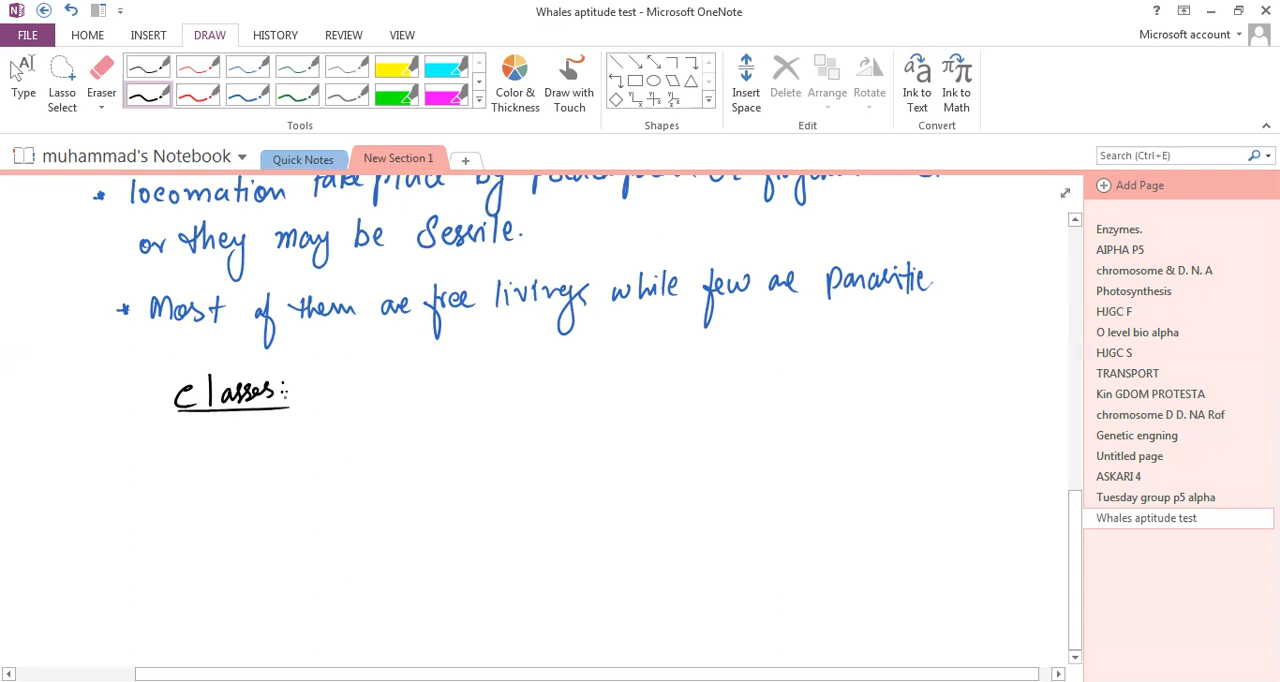 Whales aptitude test - Microsoft OneNote
FILE HOME INSERT DRAW HISTORY REVIEW VIEW
Microsoft account
Type
Lasso Select
Eraser
Color & Thickness
Draw with Touch
Insert Space
Delete
Arrange
Rotate
Ink to Text
Ink to Math
Tools Shapes Edit Convert
muhammad's Notebook Quick Notes New Section 1
Search (Ctrl+E)
Add Page
* locomation take place by
or they may be Sessile.
* Most of them are free livings while few are Parasitic
Classes:
Enzymes.
AlPHA P5
chromosome & D. N. A
Photosynthesis
HJGC F
O level bio alpha
HJGC S
TRANSPORT
Kin GDOM PROTESTA
chromosome D D. NA Rof
Genetic engning
Untitled page
ASKARI 4
Tuesday group p5 alpha
Whales aptitude test